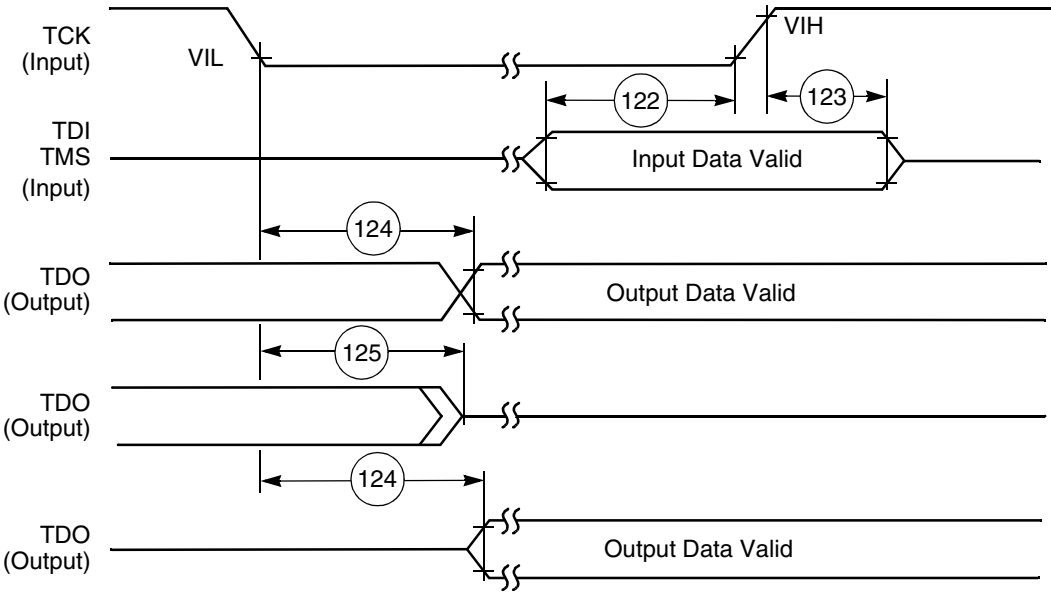 TCK
(Input)
VIL
VIH
122
123
TDI
TMS
(Input)
Input Data Valid
124
TDO
(Output)
Output Data Valid
125
TDO
(Output)
124
TDO
(Output)
Output Data Valid